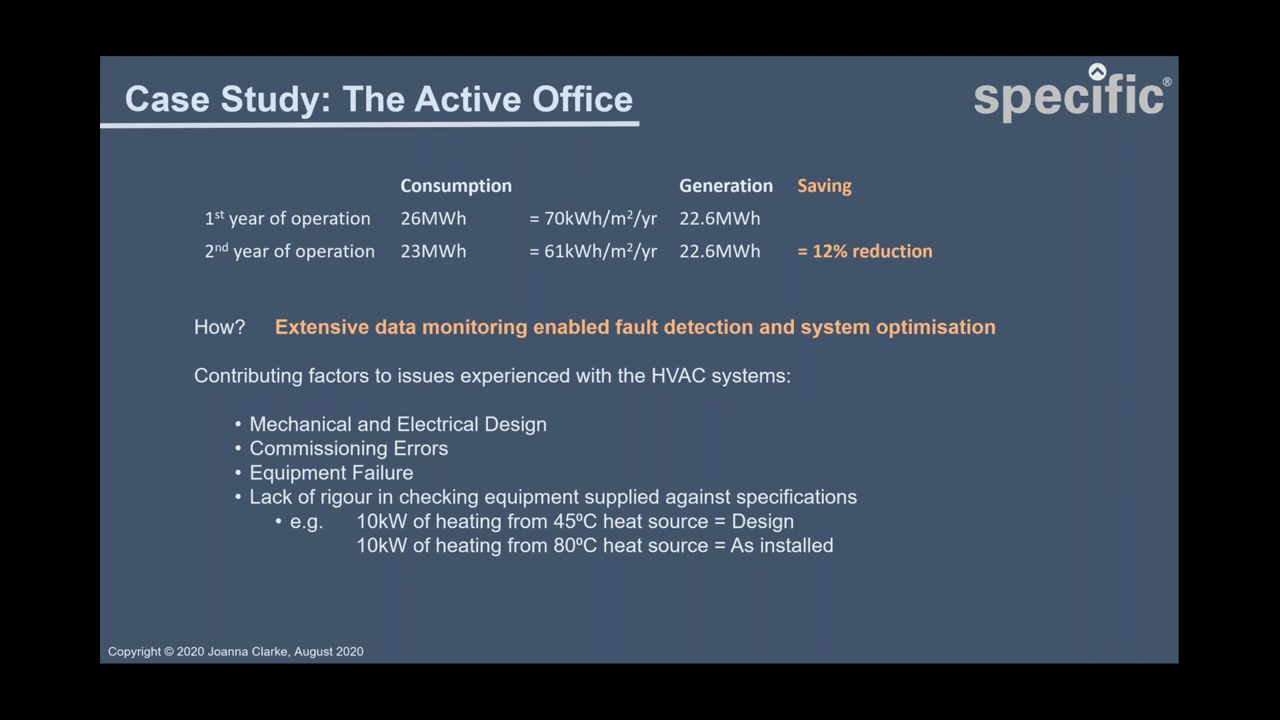 Case Study: The Active Office
specific®
Consumption Generation Saving
1st year of operation 26MWh = 70kWh/m²/yr 22.6MWh
2nd year of operation 23MWh = 61kWh/m²/yr 22.6MWh = 12% reduction
How? Extensive data monitoring enabled fault detection and system optimisation
Contributing factors to issues experienced with the HVAC systems:
• Mechanical and Electrical Design
• Commissioning Errors
• Equipment Failure
• Lack of rigour in checking equipment supplied against specifications
• e.g. 10kW of heating from 45ºC heat source = Design
10kW of heating from 80ºC heat source = As installed
Copyright © 2020 Joanna Clarke, August 2020